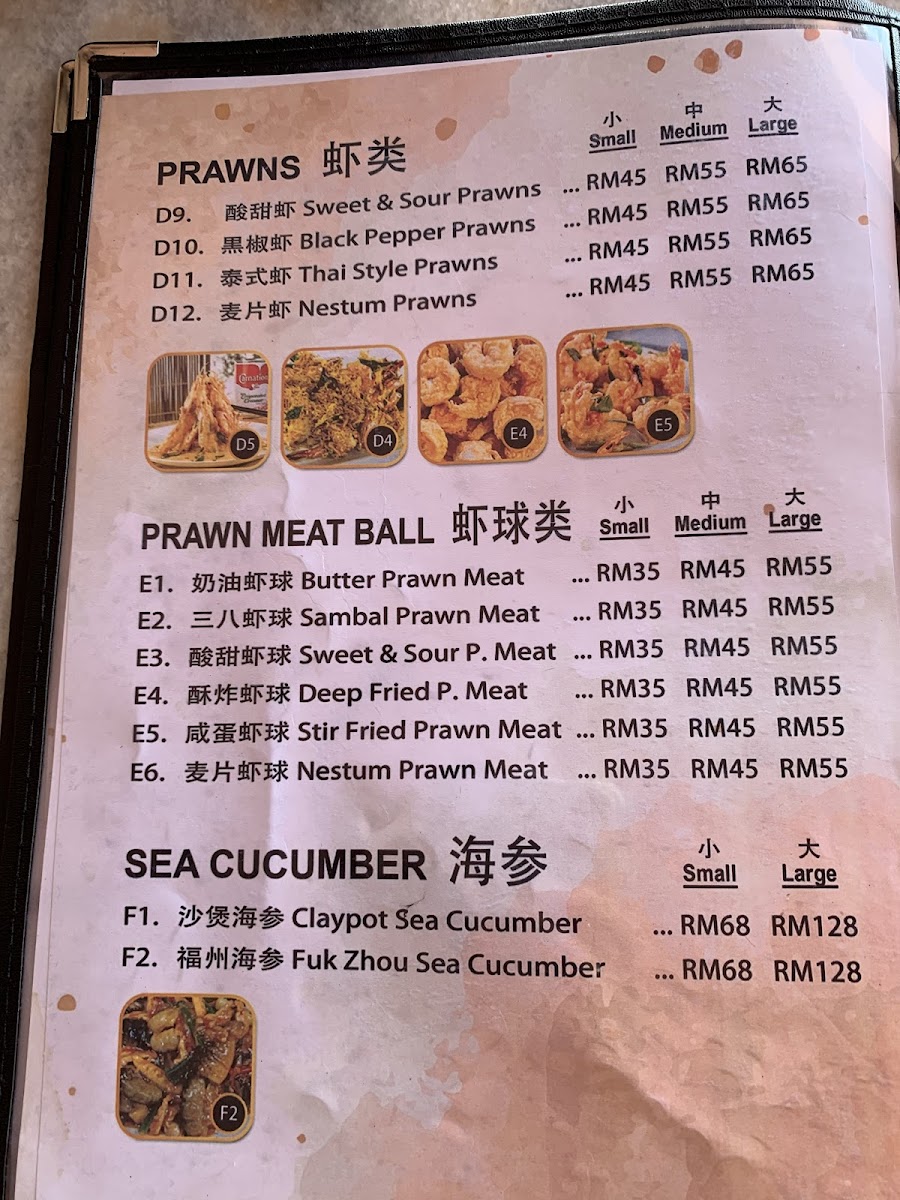 小 中 大
PRAWNS 虾类 Small Medium Large
D9. 酸甜虾 Sweet & Sour Prawns ... RM45 RM55 RM65
D10. 黒椒虾 Black Pepper Prawns ... RM45 RM55 RM65
D11. 泰式虾 Thai Style Prawns ... RM45 RM55 RM65
D12. 麦片虾 Nestum Prawns ... RM45 RM55 RM65
Carnation
D5 D4 E4 E5
小 中 大
PRAWN MEAT BALL 虾球类 Small Medium Large
E1. 奶油虾球 Butter Prawn Meat ... RM35 RM45 RM55
E2. 三八虾球 Sambal Prawn Meat ... RM35 RM45 RM55
E3. 酸甜虾球 Sweet & Sour P. Meat ... RM35 RM45 RM55
E4. 酥炸虾球 Deep Fried P. Meat ... RM35 RM45 RM55
E5. 咸蛋虾球 Stir Fried Prawn Meat ... RM35 RM45 RM55
E6. 麦片虾球 Nestum Prawn Meat ... RM35 RM45 RM55
小 大
SEA CUCUMBER 海参 Small Large
F1. 沙煲海参 Claypot Sea Cucumber ... RM68 RM128
F2. 福州海参 Fuk Zhou Sea Cucumber ... RM68 RM128
F2